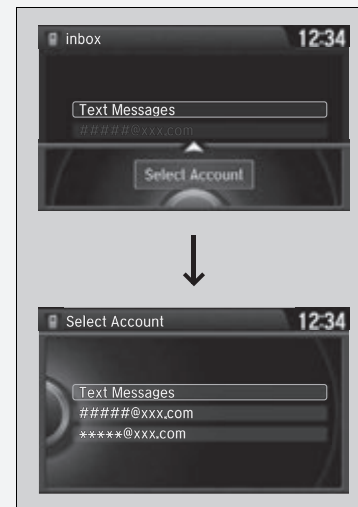 inbox 12:34
Text Messages
#####@xxx.com
Select Account
Select Account 12:34
Text Messages
#####@xxx.com
*****@xxx.com